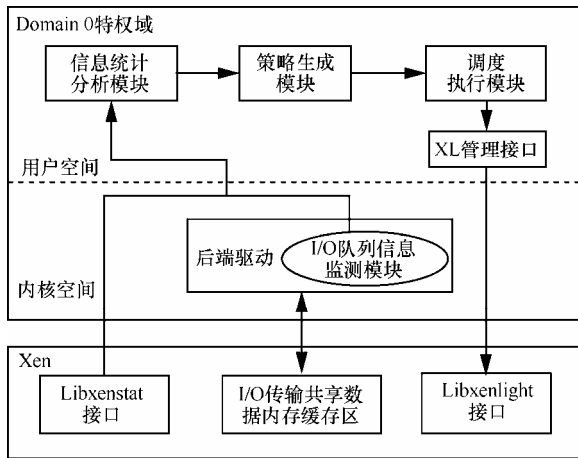 Domain 0特权域
信息统计
分析模块
策略生成
模块
调度
执行模块
XL管理接口
用户空间
后端驱动
I/O队列信息
监测模块
内核空间
Xen
Libxenstat
接口
I/O传输共享数
据内存缓存区
Libxenlight
接口